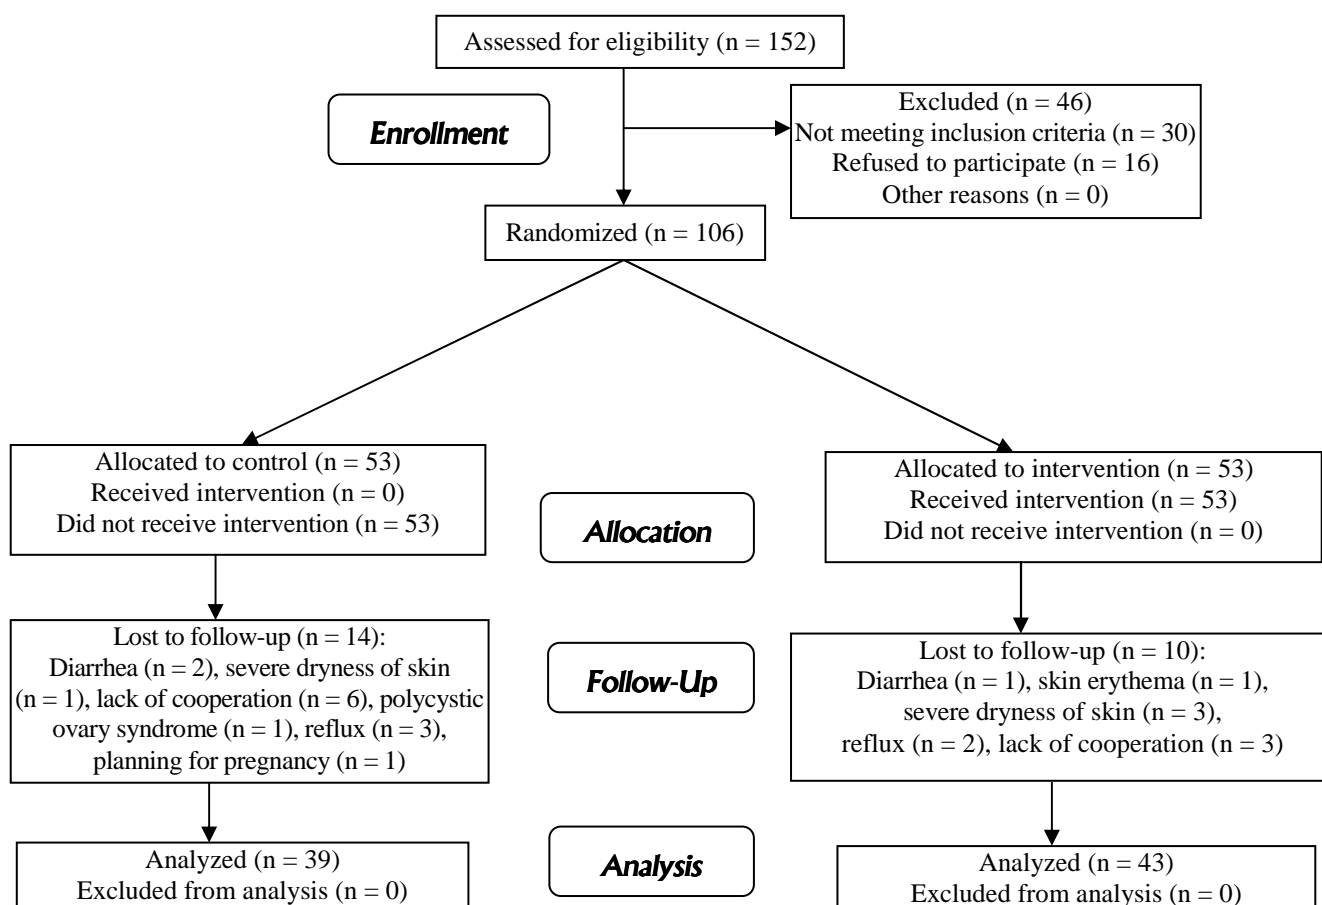 Assessed for eligibility (n = 152)
Enrollment
Excluded (n = 46)
Not meeting inclusion criteria (n = 30)
Refused to participate (n = 16)
Other reasons (n = 0)
Randomized (n = 106)
Allocated to control (n = 53)
Received intervention (n = 0)
Did not receive intervention (n = 53)
Allocation
Allocated to intervention (n = 53)
Received intervention (n = 53)
Did not receive intervention (n = 0)
Lost to follow-up (n = 14):
Diarrhea (n = 2), severe dryness of skin
(n = 1), lack of cooperation (n = 6), polycystic
ovary syndrome (n = 1), reflux (n = 3),
planning for pregnancy (n = 1)
Follow-Up
Lost to follow-up (n = 10):
Diarrhea (n = 1), skin erythema (n = 1),
severe dryness of skin (n = 3),
reflux (n = 2), lack of cooperation (n = 3)
Analyzed (n = 39)
Excluded from analysis (n = 0)
Analysis
Analyzed (n = 43)
Excluded from analysis (n = 0)